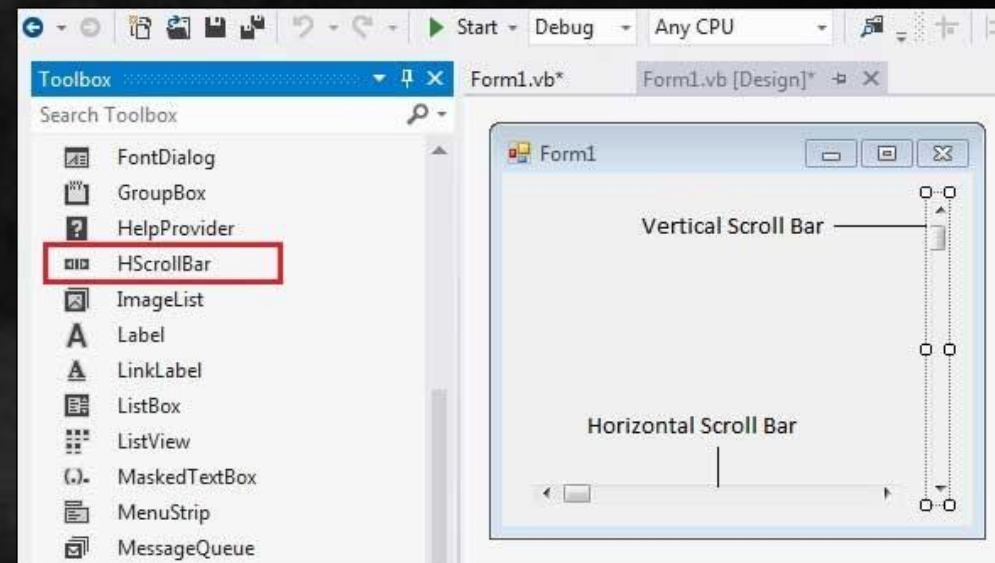 Start Debug Any CPU
Toolbox
Search Toolbox
FontDialog
GroupBox
HelpProvider
HScrollBar
ImageList
Label
LinkLabel
ListBox
ListView
MaskedTextBox
MenuStrip
MessageQueue
Form1.vb* Form1.vb [Design]*
Form1
Vertical Scroll Bar
Horizontal Scroll Bar